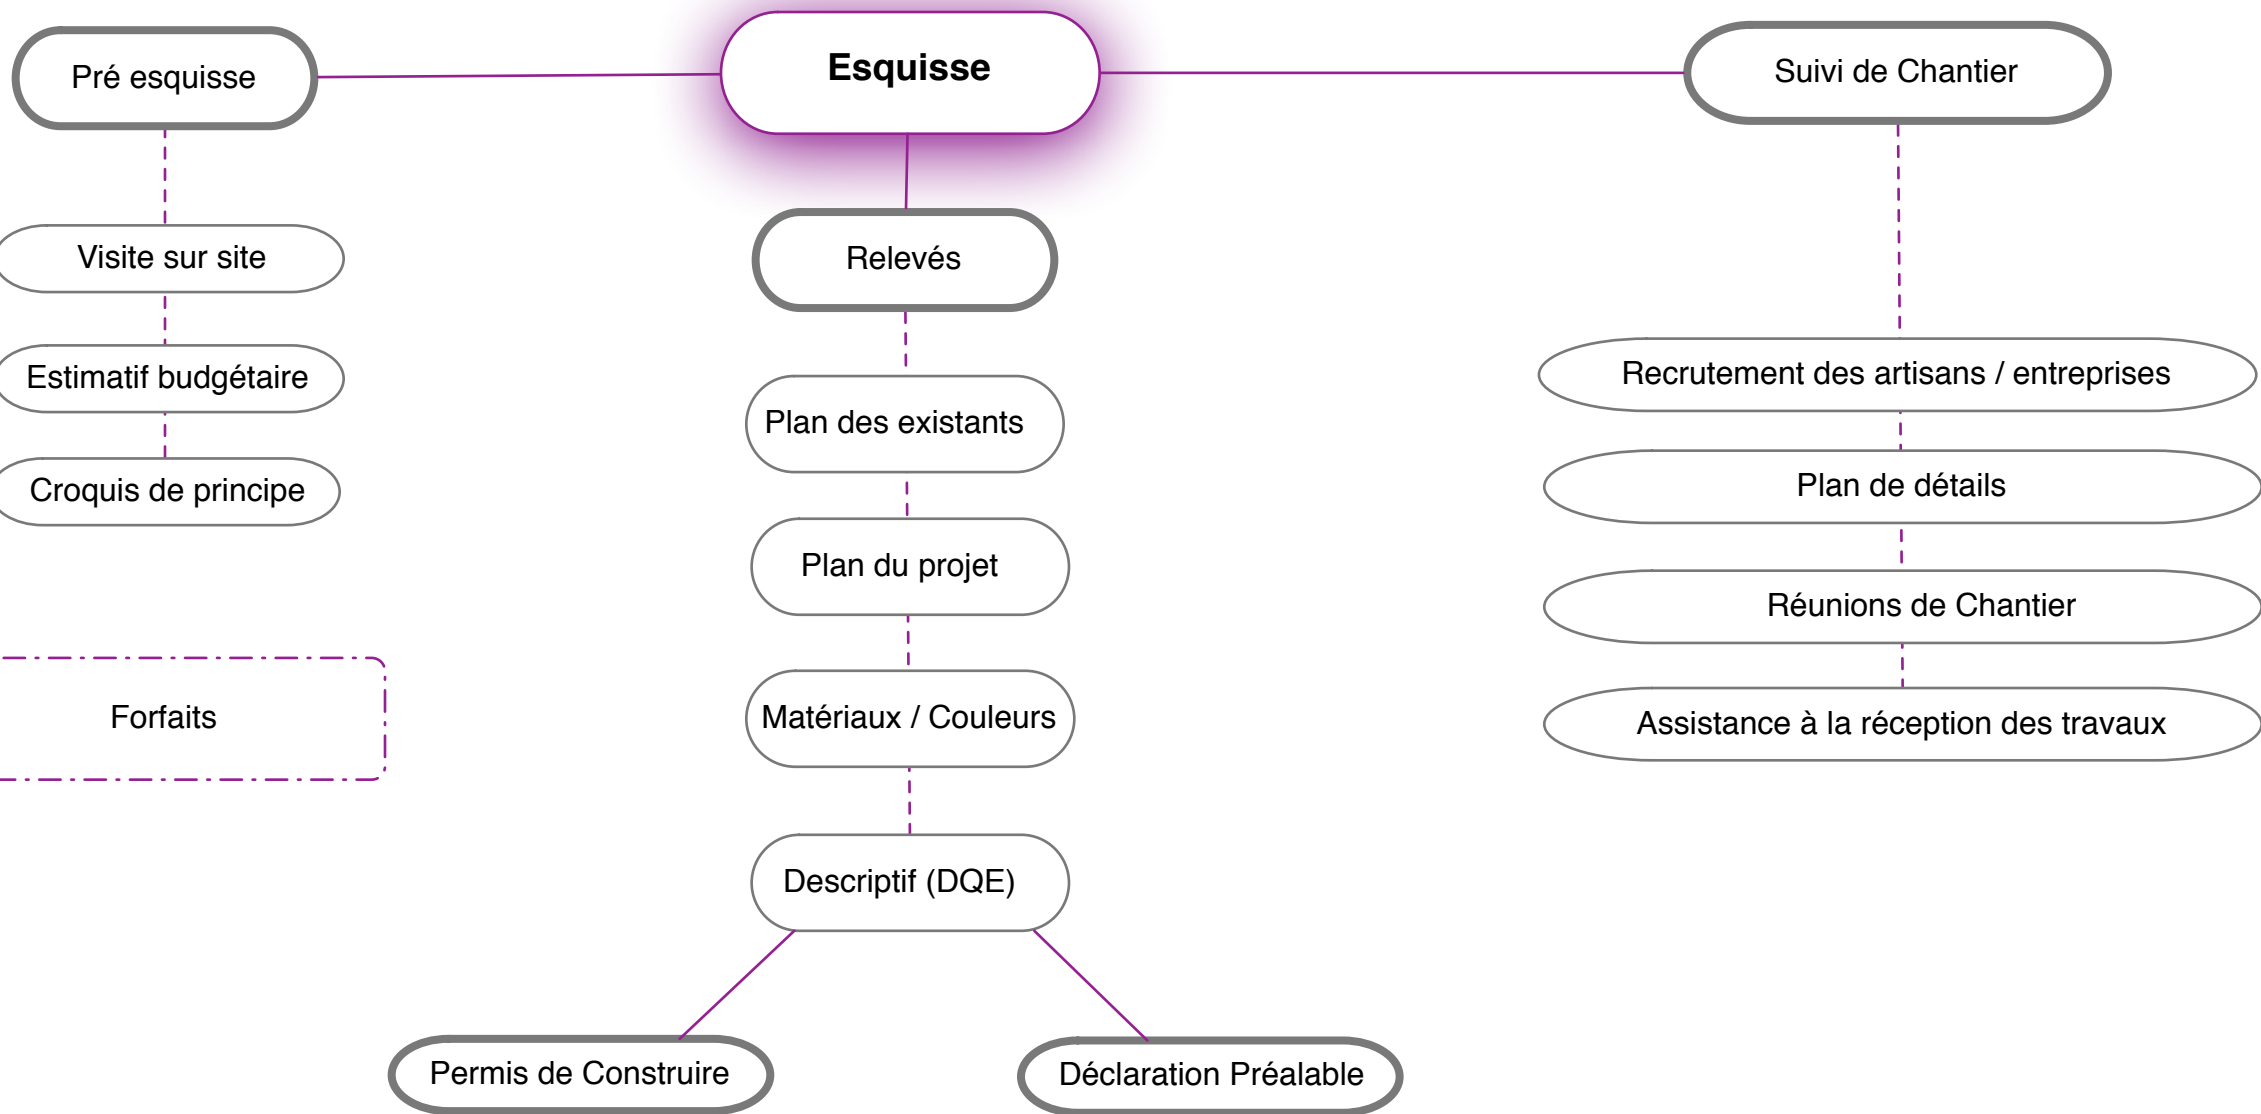 Pré esquisse
Esquisse
Suivi de Chantier
Visite sur site
Estimatif budgétaire
Croquis de principe
Forfaits
Relevés
Plan des existants
Plan du projet
Matériaux / Couleurs
Descriptif (DQE)
Permis de Construire
Déclaration Préalable
Recrutement des artisans / entreprises
Plan de détails
Réunions de Chantier
Assistance à la réception des travaux